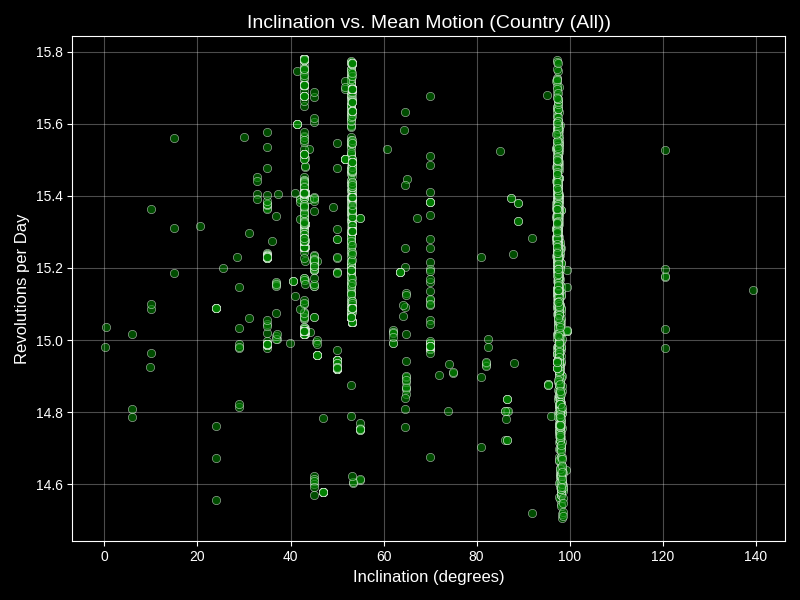 Inclination vs. Mean Motion (Country (All))
15.8
15.6
15.4
15.2
15.0
14.8
14.6
Revolutions per Day
0 20 40 60 80 100 120 140
Inclination (degrees)